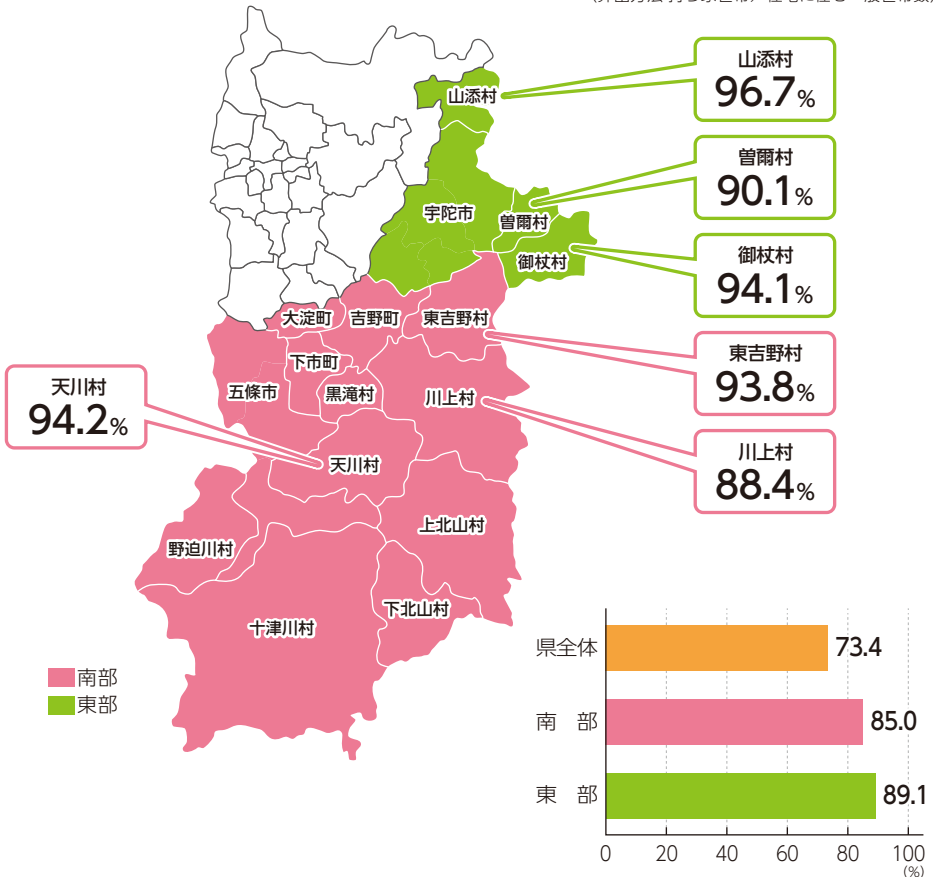 山添村
96.7%
山添村
曽爾村
90.1%
宇陀市
曽爾村
御杖村
御杖村
94.1%
大淀町
吉野町
東吉野村
東吉野村
93.8%
下市町
天川村
94.2%
五條市
黒滝村
川上村
川上村
88.4%
天川村
上北山村
野迫川村
下北山村
十津川村
南部
東部
県全体
73.4
南 部
85.0
東 部
89.1
0 20 40 60 80 100
(%)